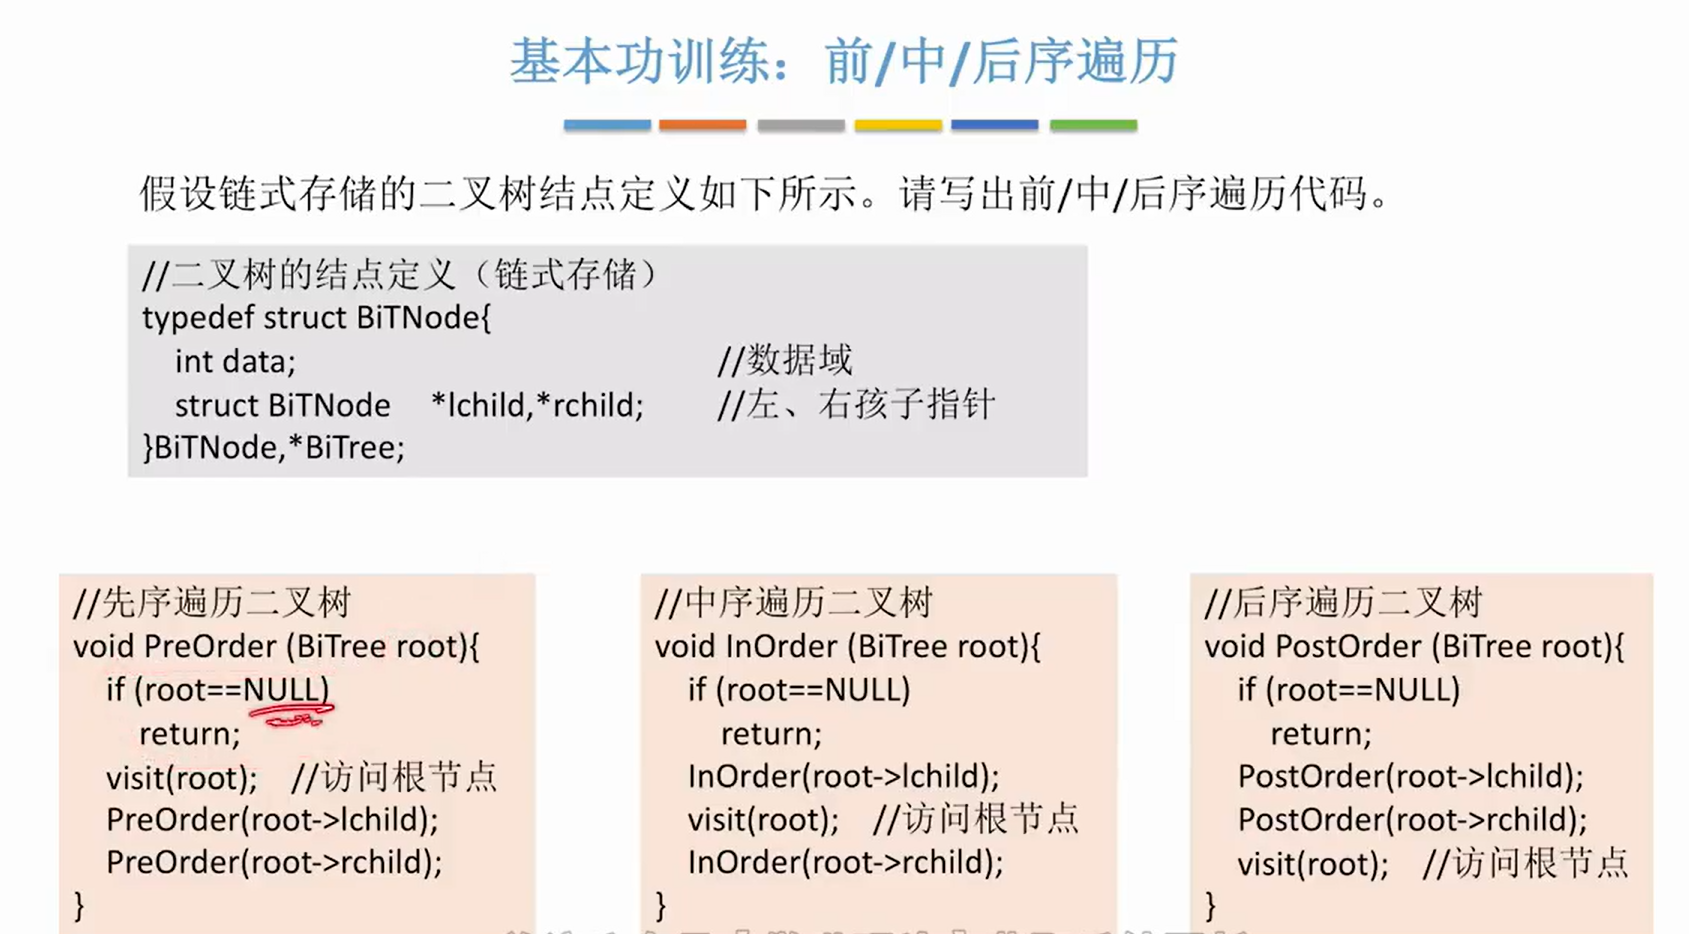 基本功训练：前/中/后序遍历
假设链式存储的二叉树结点定义如下所示。请写出前/中/后序遍历代码。
//二叉树的结点定义（链式存储）
typedef struct BiTNode{
int data; //数据域
struct BiTNode *lchild,*rchild; //左、右孩子指针
}BiTNode,*BiTree;
//先序遍历二叉树
void PreOrder (BiTree root){
if (root==NULL)
return;
visit(root); //访问根节点
PreOrder(root->lchild);
PreOrder(root->rchild);
}
//中序遍历二叉树
void InOrder (BiTree root){
if (root==NULL)
return;
InOrder(root->lchild);
visit(root); //访问根节点
InOrder(root->rchild);
}
//后序遍历二叉树
void PostOrder (BiTree root){
if (root==NULL)
return;
PostOrder(root->lchild);
PostOrder(root->rchild);
visit(root); //访问根节点
}